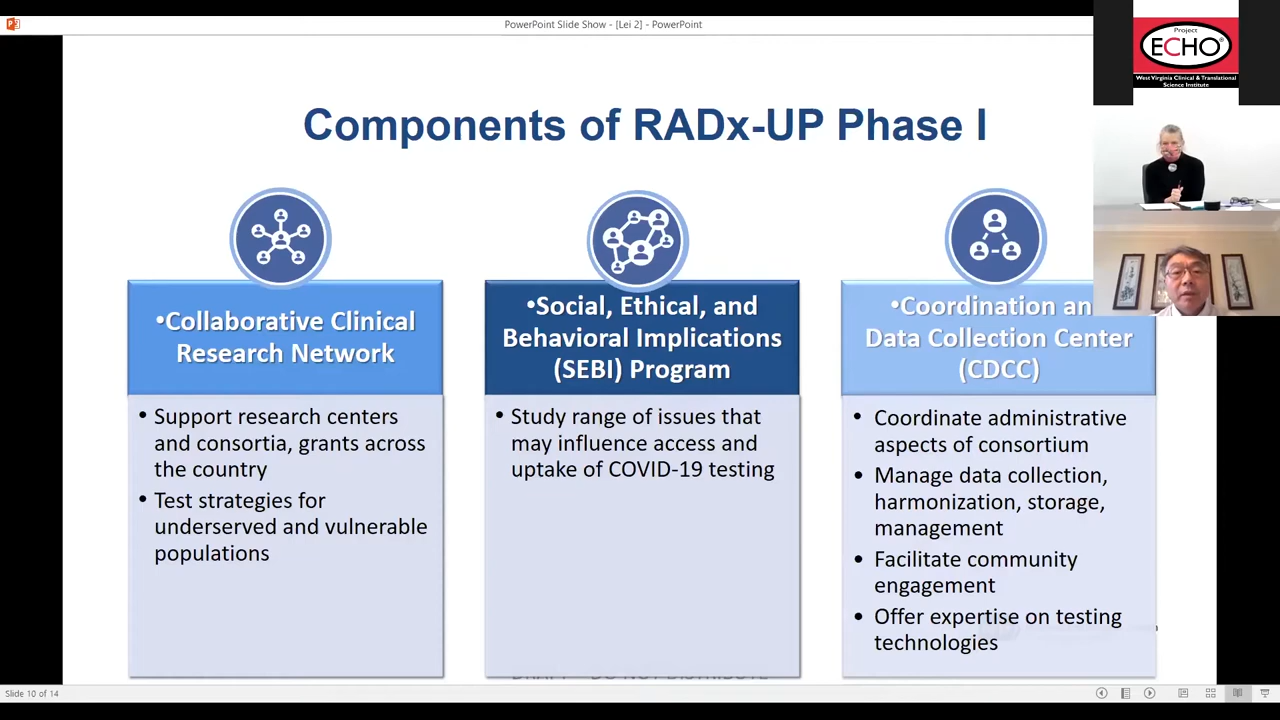 PowerPoint Slide Show - [Lei 2] - PowerPoint
Project
ECHO®
West Virginia Clinical & Translational
Science Institute
Components of RADx-UP Phase I
•Collaborative Clinical
Research Network
• Support research centers
and consortia, grants across
the country
• Test strategies for
underserved and vulnerable
populations
•Social, Ethical, and
Behavioral Implications
(SEBI) Program
• Study range of issues that
may influence access and
uptake of COVID-19 testing
•Coordination an
Data Collection Center
(CDCC)
• Coordinate administrative
aspects of consortium
• Manage data collection,
harmonization, storage,
management
• Facilitate community
engagement
• Offer expertise on testing
technologies
DRAFT – DO NOT DISTRIBUTE
Slide 10 of 14